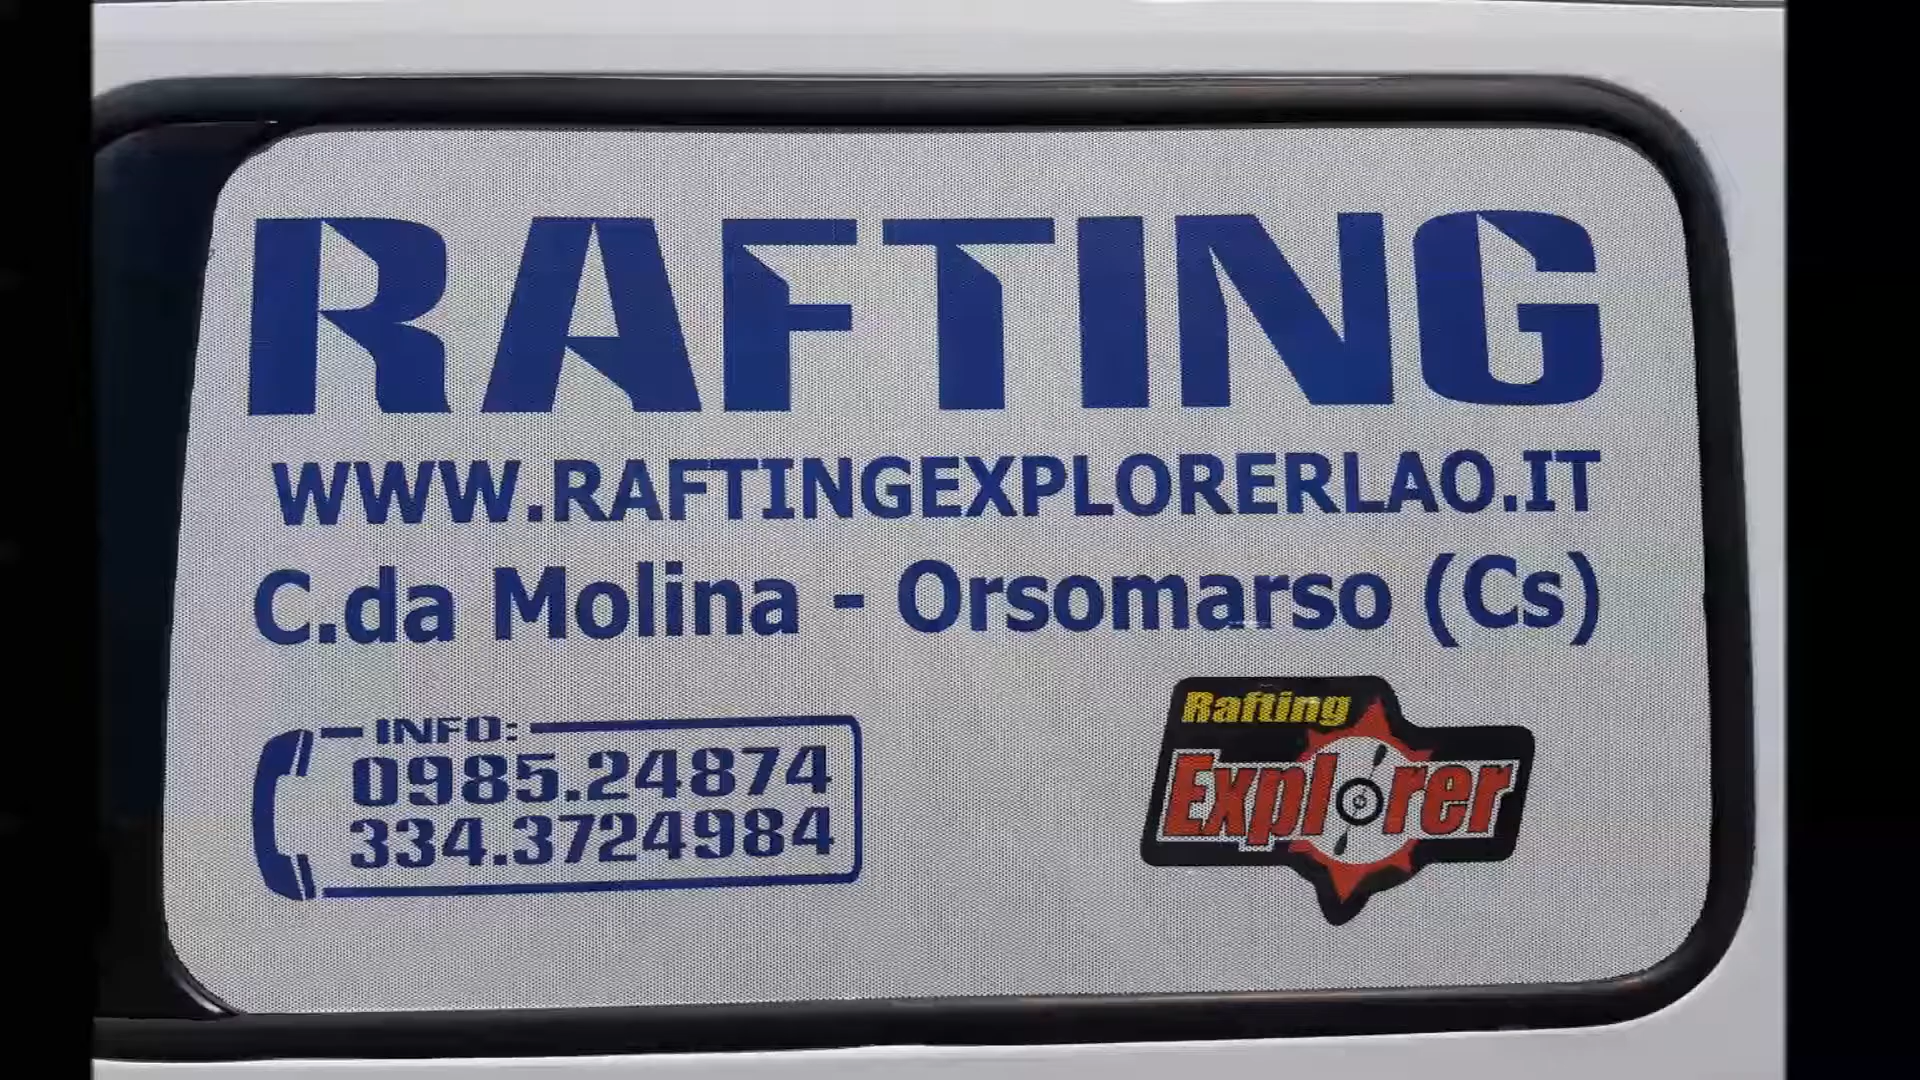 RAFTING
WWW.RAFTINGEXPLORERLAO.IT
C.da Molina - Orsomarso (Cs)
INFO:
0985.24874
334.3724984
Rafting
Explorer